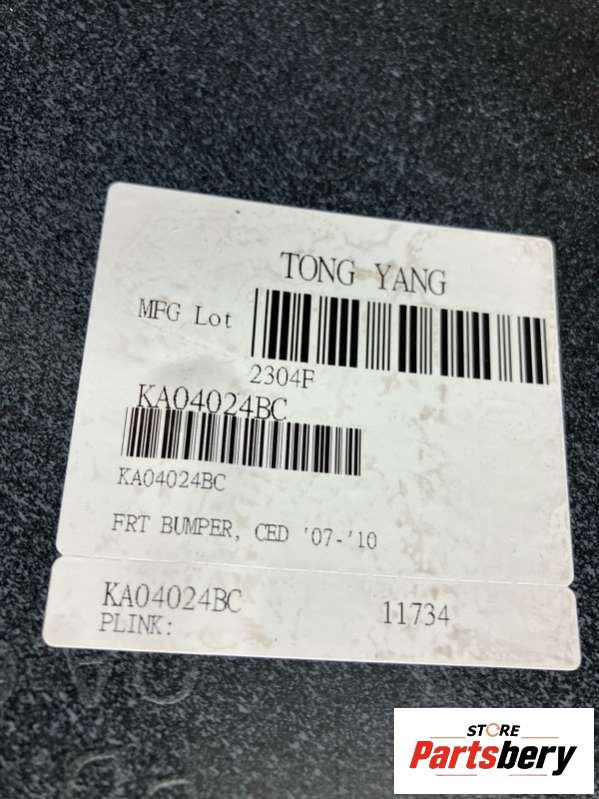 TONG YANG
MFG Lot
2304F
KA04024BC
KA04024BC
FRT BUMPER, CED '07-'10
KA04024BC 11734
PLINK:
STORE
Partsbery